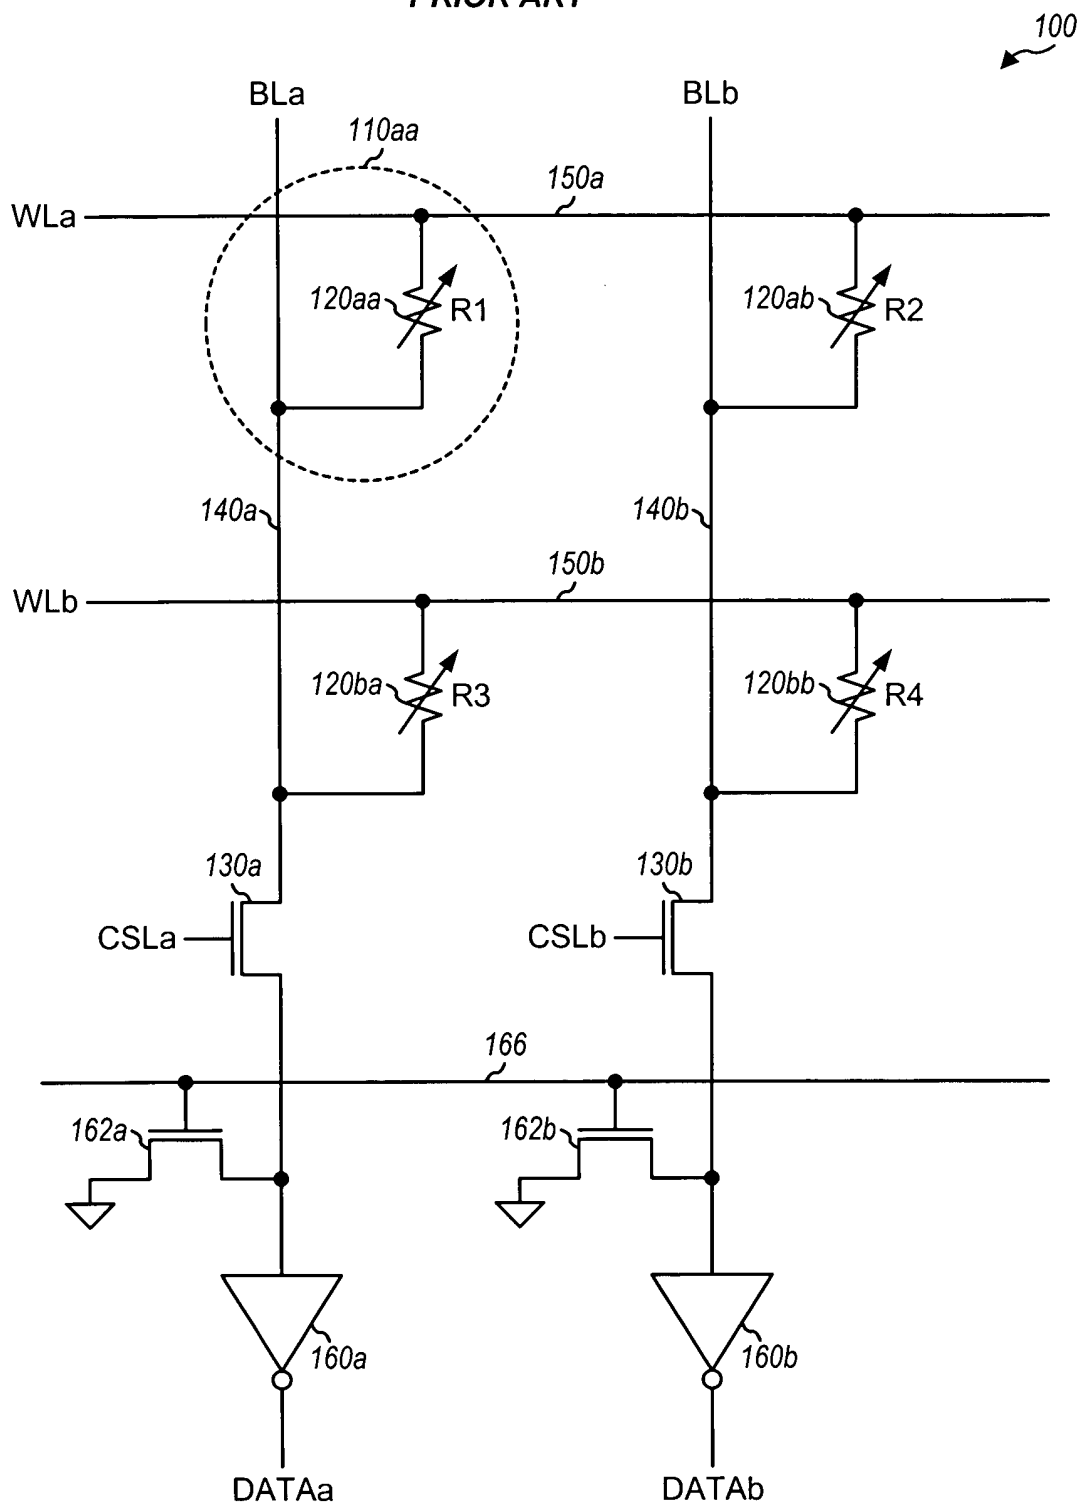 PRIOR ART
100
BLa
BLb
110aa
150a
WLa
120aa
R1
120ab
R2
140a
140b
150b
WLb
120ba
R3
120bb
R4
130a
130b
CSLa
CSLb
166
162a
162b
160a
160b
DATAa
DATAb